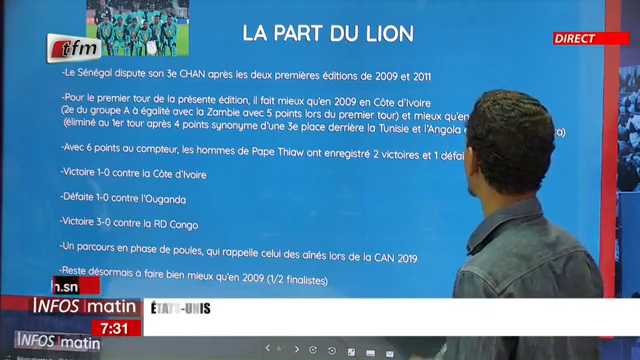 LA PART DU LION
tfm
DIRECT
-Le Sénégal dispute son 3e CHAN après les deux premières éditions de 2009 et 2011
-Pour le premier tour de la présente édition, il fait mieux qu'en 2009 en Côte d'Ivoire
(2e du groupe A à égalité avec la Zambie avec 5 points lors du premier tour) et mieux qu'en
(éliminé au 1er tour après 4 points synonyme d'une 3e place derrière la Tunisie et l'Angola
-Avec 6 points au compteur, les hommes de Pape Thiaw ont enregistré 2 victoires et 1
-Victoire 1-0 contre la Côte d'Ivoire
-Défaite 1-0 contre l'Ouganda
-Victoire 3-0 contre la RD Congo
-Un parcours en phase de poules, qui rappelle celui des aînés lors de la CAN 2019
-Reste désormais à faire bien mieux qu'en 2009 (1/2 finalistes)
INFOS matin
ÉTATS-UNIS
7:31
INFOS matin